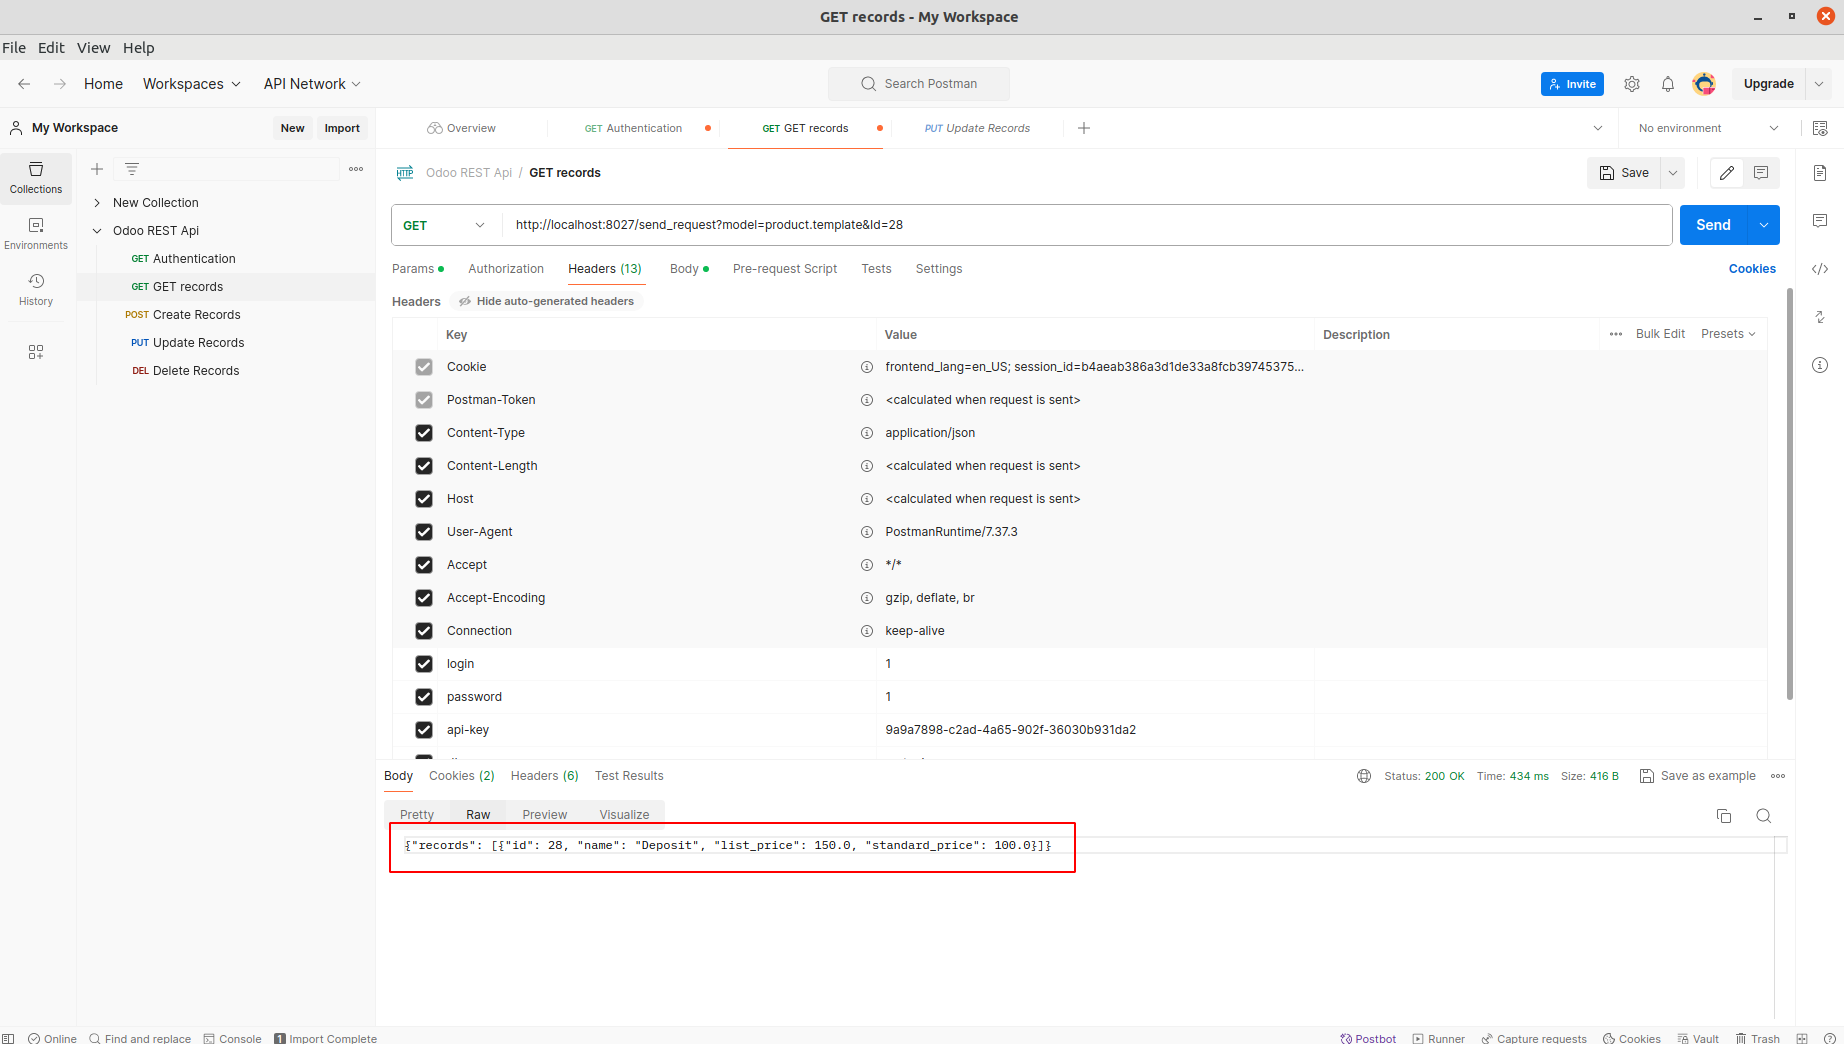 GET records - My Workspace
File Edit View Help
Home Workspaces API Network Search Postman Invite Upgrade
My Workspace New Import Overview GET Authentication GET GET records PUT Update Records No environment
Collections
Environments
History
New Collection
Odoo REST Api
GET Authentication
GET GET records
POST Create Records
PUT Update Records
DEL Delete Records
HTTP Odoo REST Api / GET records Save
GET http://localhost:8027/send_request?model=product.template&Id=28 Send
Params Authorization Headers (13) Body Pre-request Script Tests Settings Cookies
Headers Hide auto-generated headers
Key Value Description Bulk Edit Presets
Cookie frontend_lang=en_US; session_id=b4aeab386a3d1de33a8fcb39745375...
Postman-Token <calculated when request is sent>
Content-Type application/json
Content-Length <calculated when request is sent>
Host <calculated when request is sent>
User-Agent PostmanRuntime/7.37.3
Accept */*
Accept-Encoding gzip, deflate, br
Connection keep-alive
login 1
password 1
api-key 9a9a7898-c2ad-4a65-902f-36030b931da2
Body Cookies (2) Headers (6) Test Results Status: 200 OK Time: 434 ms Size: 416 B Save as example
Pretty Raw Preview Visualize
{"records": [{"id": 28, "name": "Deposit", "list_price": 150.0, "standard_price": 100.0}]}
Online Find and replace Console 1 Import Complete Postbot Runner Capture requests Cookies Vault Trash